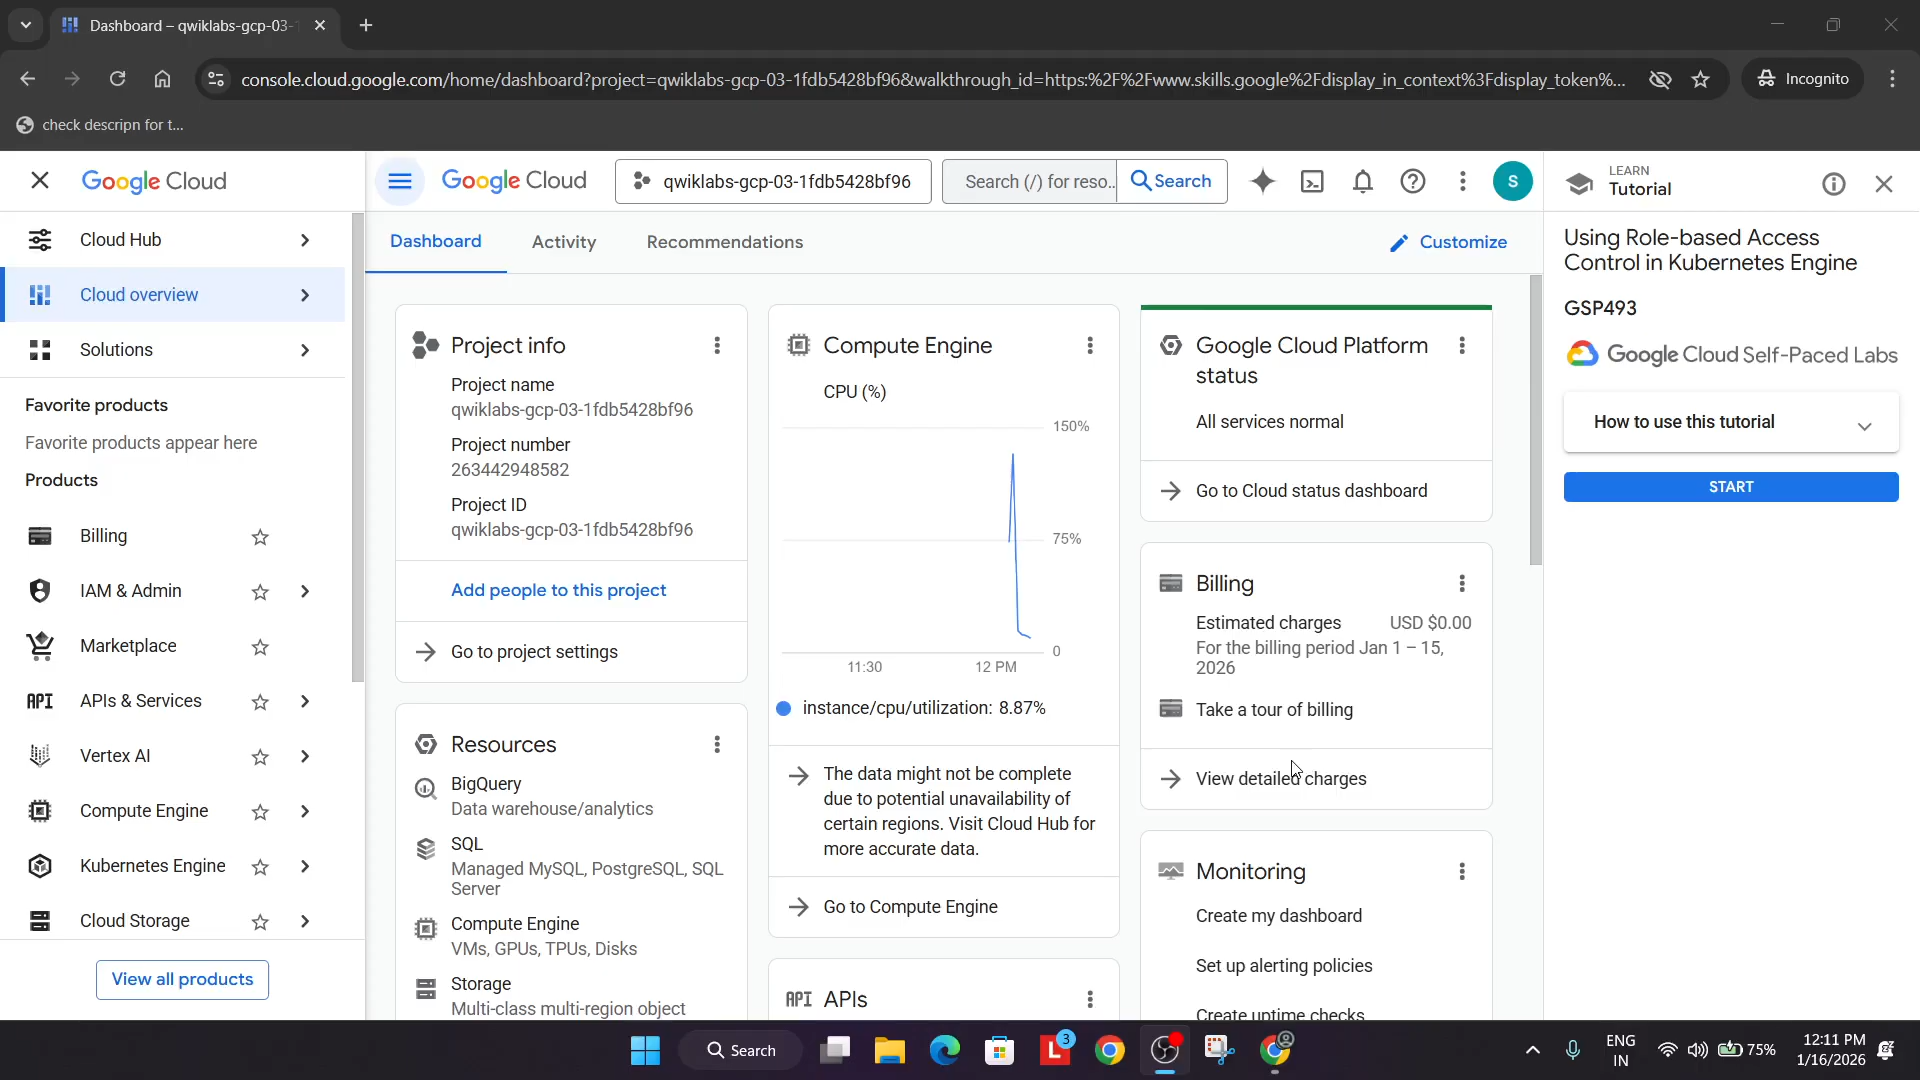 Dashboard – qwiklabs-gcp-03-
console.cloud.google.com/home/dashboard?project=qwiklabs-gcp-03-1fdb5428bf96&walkthrough_id=https:%2F%2Fwww.skills.google%2Fdisplay_in_context%3Fdisplay_token%...
Incognito
check descripn for t...
Google Cloud
Google Cloud
qwiklabs-gcp-03-1fdb5428bf96
Search (/) for reso...
Search
S
LEARN
Tutorial
Cloud Hub
Cloud overview
Solutions
Favorite products
Favorite products appear here
Products
Billing
IAM & Admin
Marketplace
API APIs & Services
Vertex AI
Compute Engine
Kubernetes Engine
Cloud Storage
View all products
Dashboard
Activity
Recommendations
Customize
Project info
Project name
qwiklabs-gcp-03-1fdb5428bf96
Project number
263442948582
Project ID
qwiklabs-gcp-03-1fdb5428bf96
Add people to this project
Go to project settings
Resources
BigQuery
Data warehouse/analytics
SQL
Managed MySQL, PostgreSQL, SQL
Server
Compute Engine
VMs, GPUs, TPUs, Disks
Storage
Multi-class multi-region object
Compute Engine
CPU (%)
150%
75%
0
11:30
12 PM
instance/cpu/utilization: 8.87%
The data might not be complete
due to potential unavailability of
certain regions. Visit Cloud Hub for
more accurate data.
Go to Compute Engine
API APIs
Google Cloud Platform
status
All services normal
Go to Cloud status dashboard
Billing
Estimated charges USD $0.00
For the billing period Jan 1 – 15,
2026
Take a tour of billing
View detailed charges
Monitoring
Create my dashboard
Set up alerting policies
Create uptime checks
Using Role-based Access
Control in Kubernetes Engine
GSP493
Google Cloud Self-Paced Labs
How to use this tutorial
START
Search
L
3
ENG
IN
75%
12:11 PM
1/16/2026